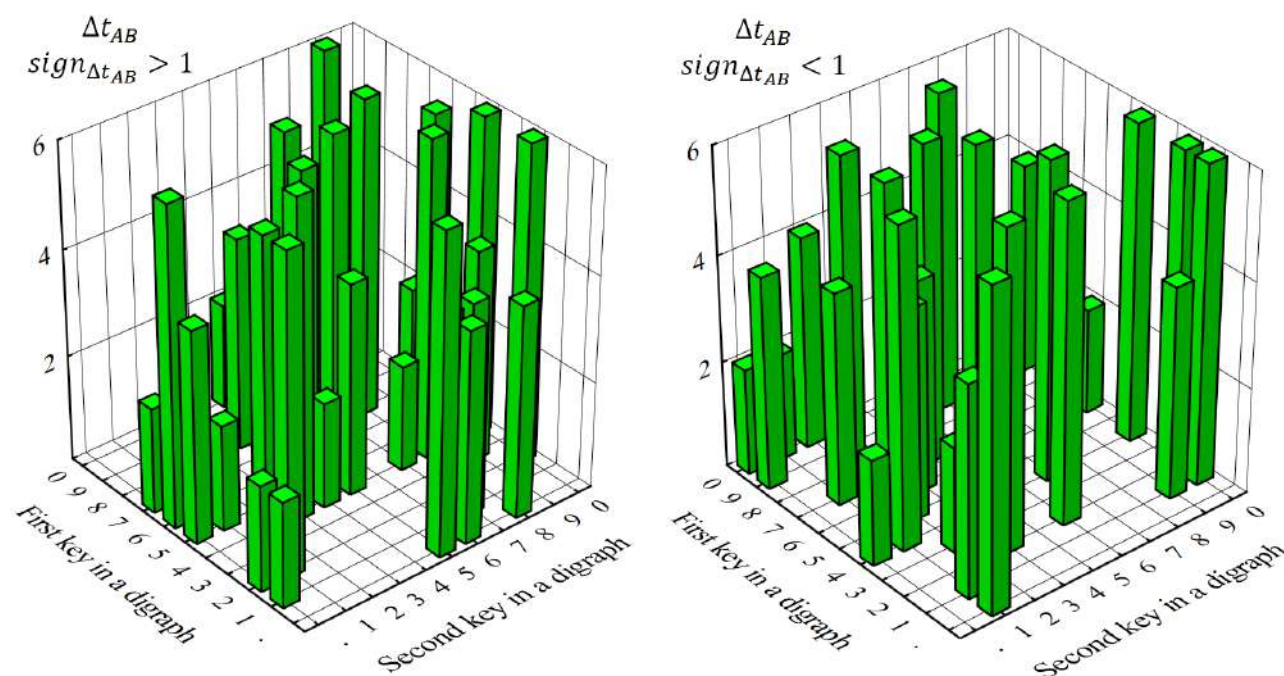 Δt_AB
sign_Δt_AB > 1
6
4
2
0 9 8 7 6 5 4 3 2 1 .
First key in a digraph
. 1 2 3 4 5 6 7 8 9 0
Second key in a digraph
Δt_AB
sign_Δt_AB < 1
6
4
2
0 9 8 7 6 5 4 3 2 1 .
First key in a digraph
. 1 2 3 4 5 6 7 8 9 0
Second key in a digraph